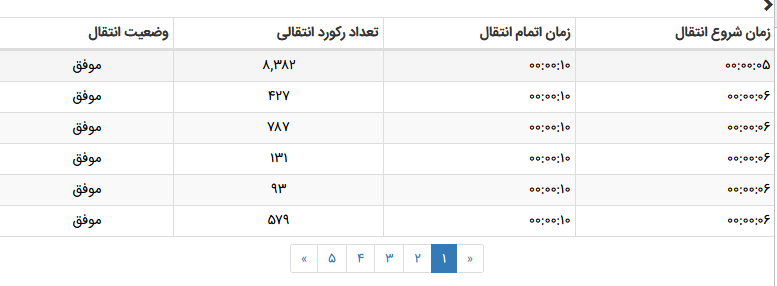 زمان شروع انتقال زمان اتمام انتقال تعداد رکورد انتقالی وضعیت انتقال
۰۰:۰۰:۰۵ ۰۰:۰۰:۱۰ ۸,۳۸۲ موفق
۰۰:۰۰:۰۶ ۰۰:۰۰:۱۰ ۴۲۷ موفق
۰۰:۰۰:۰۶ ۰۰:۰۰:۱۰ ۷۸۷ موفق
۰۰:۰۰:۰۶ ۰۰:۰۰:۱۰ ۱۳۱ موفق
۰۰:۰۰:۰۶ ۰۰:۰۰:۱۰ ۹۳ موفق
۰۰:۰۰:۰۶ ۰۰:۰۰:۱۰ ۵۷۹ موفق
« ۱ ۲ ۳ ۴ ۵ »